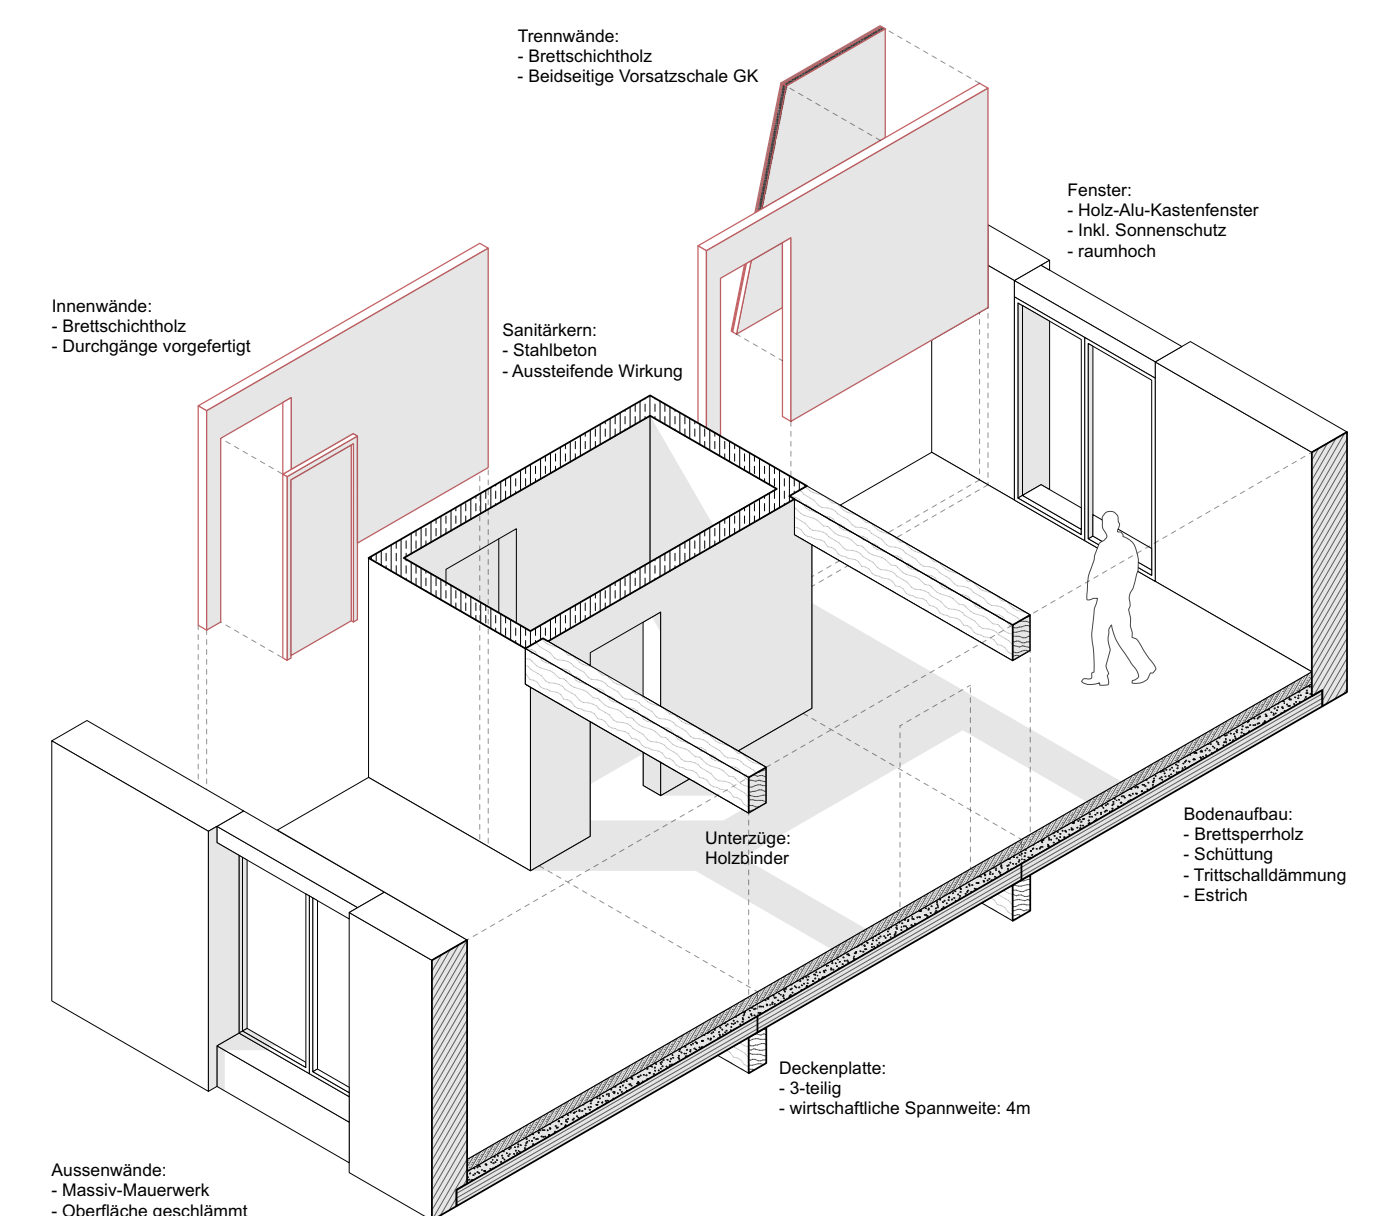 Trennwände:
- Brettschichtholz
- Beidseitige Vorsatzschale GK
Fenster:
- Holz-Alu-Kastenfenster
- Inkl. Sonnenschutz
- raumhoch
Innenwände:
- Brettschichtholz
- Durchgänge vorgefertigt
Sanitärkern:
- Stahlbeton
- Aussteifende Wirkung
Unterzüge:
Holzbinder
Bodenaufbau:
- Brettsperrholz
- Schüttung
- Trittschalldämmung
- Estrich
Deckenplatte:
- 3-teilig
- wirtschaftliche Spannweite: 4m
Aussenwände:
- Massiv-Mauerwerk
- Oberfläche geschlämmt